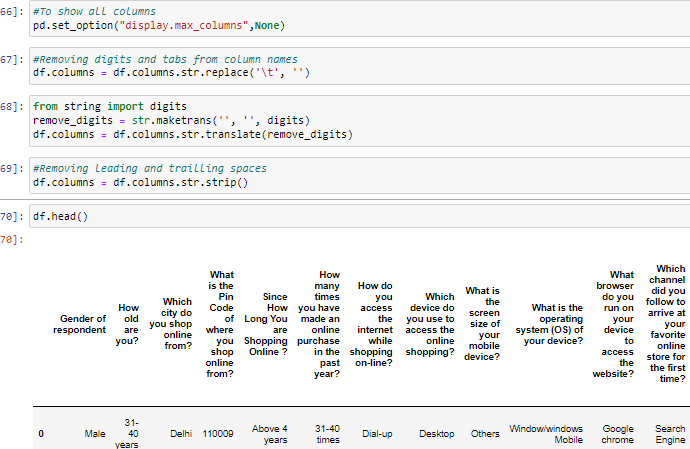 66]: #To show all columns
pd.set_option("display.max_columns",None)
67]: #Removing digits and tabs from column names
df.columns = df.columns.str.replace('\t', '')
68]: from string import digits
remove_digits = str.maketrans('', '', digits)
df.columns = df.columns.str.translate(remove_digits)
69]: #Removing leading and trailling spaces
df.columns = df.columns.str.strip()
70]: df.head()
70]:
Gender of
respondent
How
old
are
you?
Which
city do
you shop
online
from?
What
is the
Pin
Code
of
where
you
shop
online
from?
Since
How
Long You
are
Shopping
Online ?
How
many
times
you have
made an
online
purchase
in the
past
year?
How do
you
access
the
internet
while
shopping
on-line?
Which
device do
you use to
access the
online
shopping?
What is
the
screen
size of
your
mobile
device?
What is the
operating
system (OS) of
your device?
What
browser
do you
run on
your
device
to
access
the
website?
Which
channel
did you
follow to
arrive at
your
favorite
online
store for
the first
time?
0
Male
31-
40
years
Delhi
110009
Above 4
years
31-40
times
Dial-up
Desktop
Others
Window/windows
Mobile
Google
chrome
Search
Engine